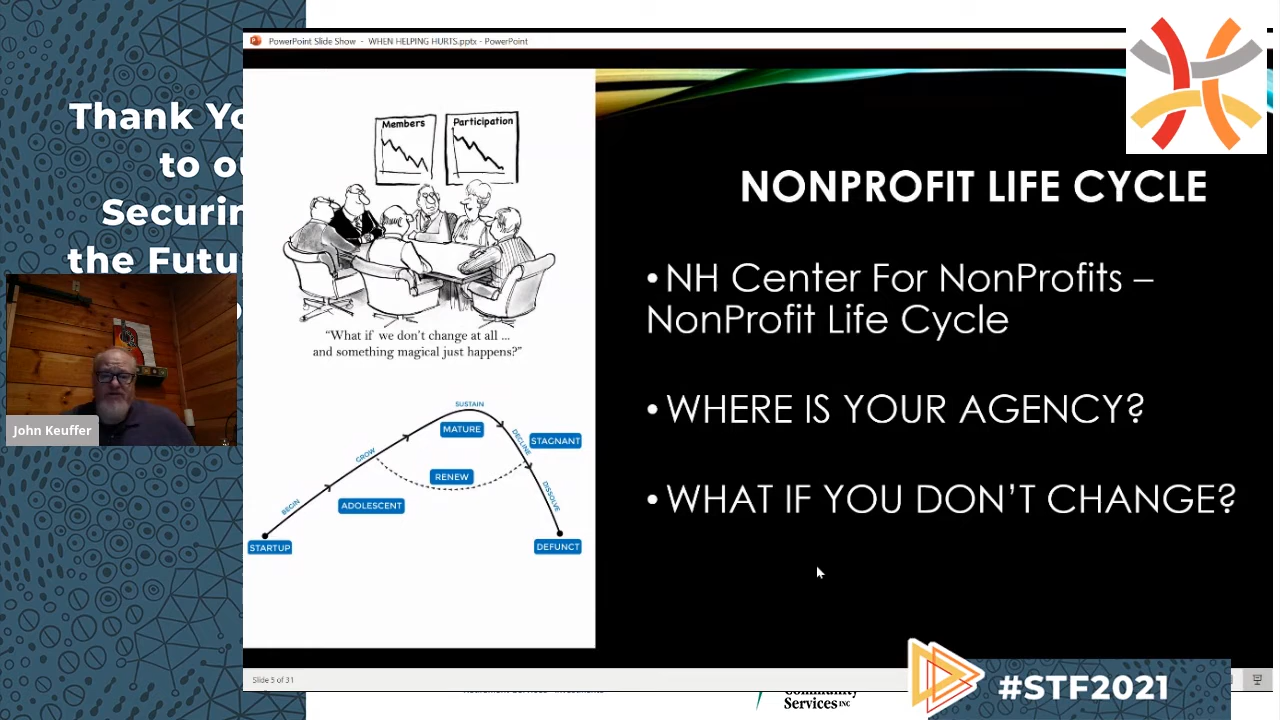 PowerPoint Slide Show - WHEN HELPING HURTS.pptx - PowerPoint
Thank Yo
to ou
Securin
the Futur
John Keuffer
Members
Participation
“What if we don’t change at all ...
and something magical just happens?”
SUSTAIN
MATURE
DECLINE
STAGNANT
GROW
RENEW
BEGIN
ADOLESCENT
DISSOLVE
STARTUP
DEFUNCT
NONPROFIT LIFE CYCLE
• NH Center For NonProfits –
NonProfit Life Cycle
• WHERE IS YOUR AGENCY?
• WHAT IF YOU DON’T CHANGE?
Slide 5 of 31
#STF2021
Community
Services INC